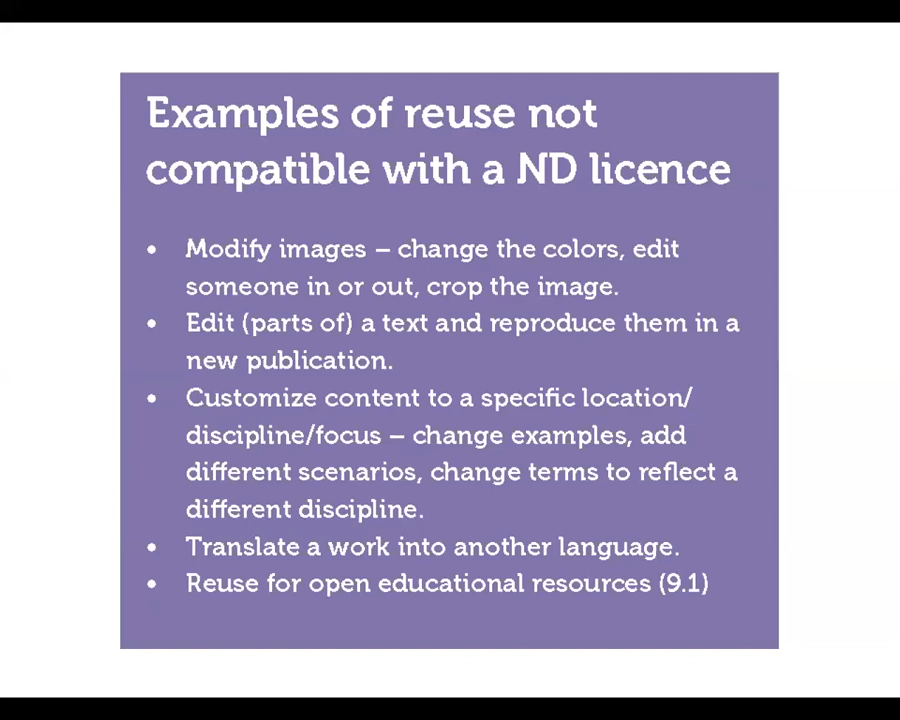 Examples of reuse not
compatible with a ND licence
• Modify images – change the colors, edit
someone in or out, crop the image.
• Edit (parts of) a text and reproduce them in a
new publication.
• Customize content to a specific location/
discipline/focus – change examples, add
different scenarios, change terms to reflect a
different discipline.
• Translate a work into another language.
• Reuse for open educational resources (9.1)